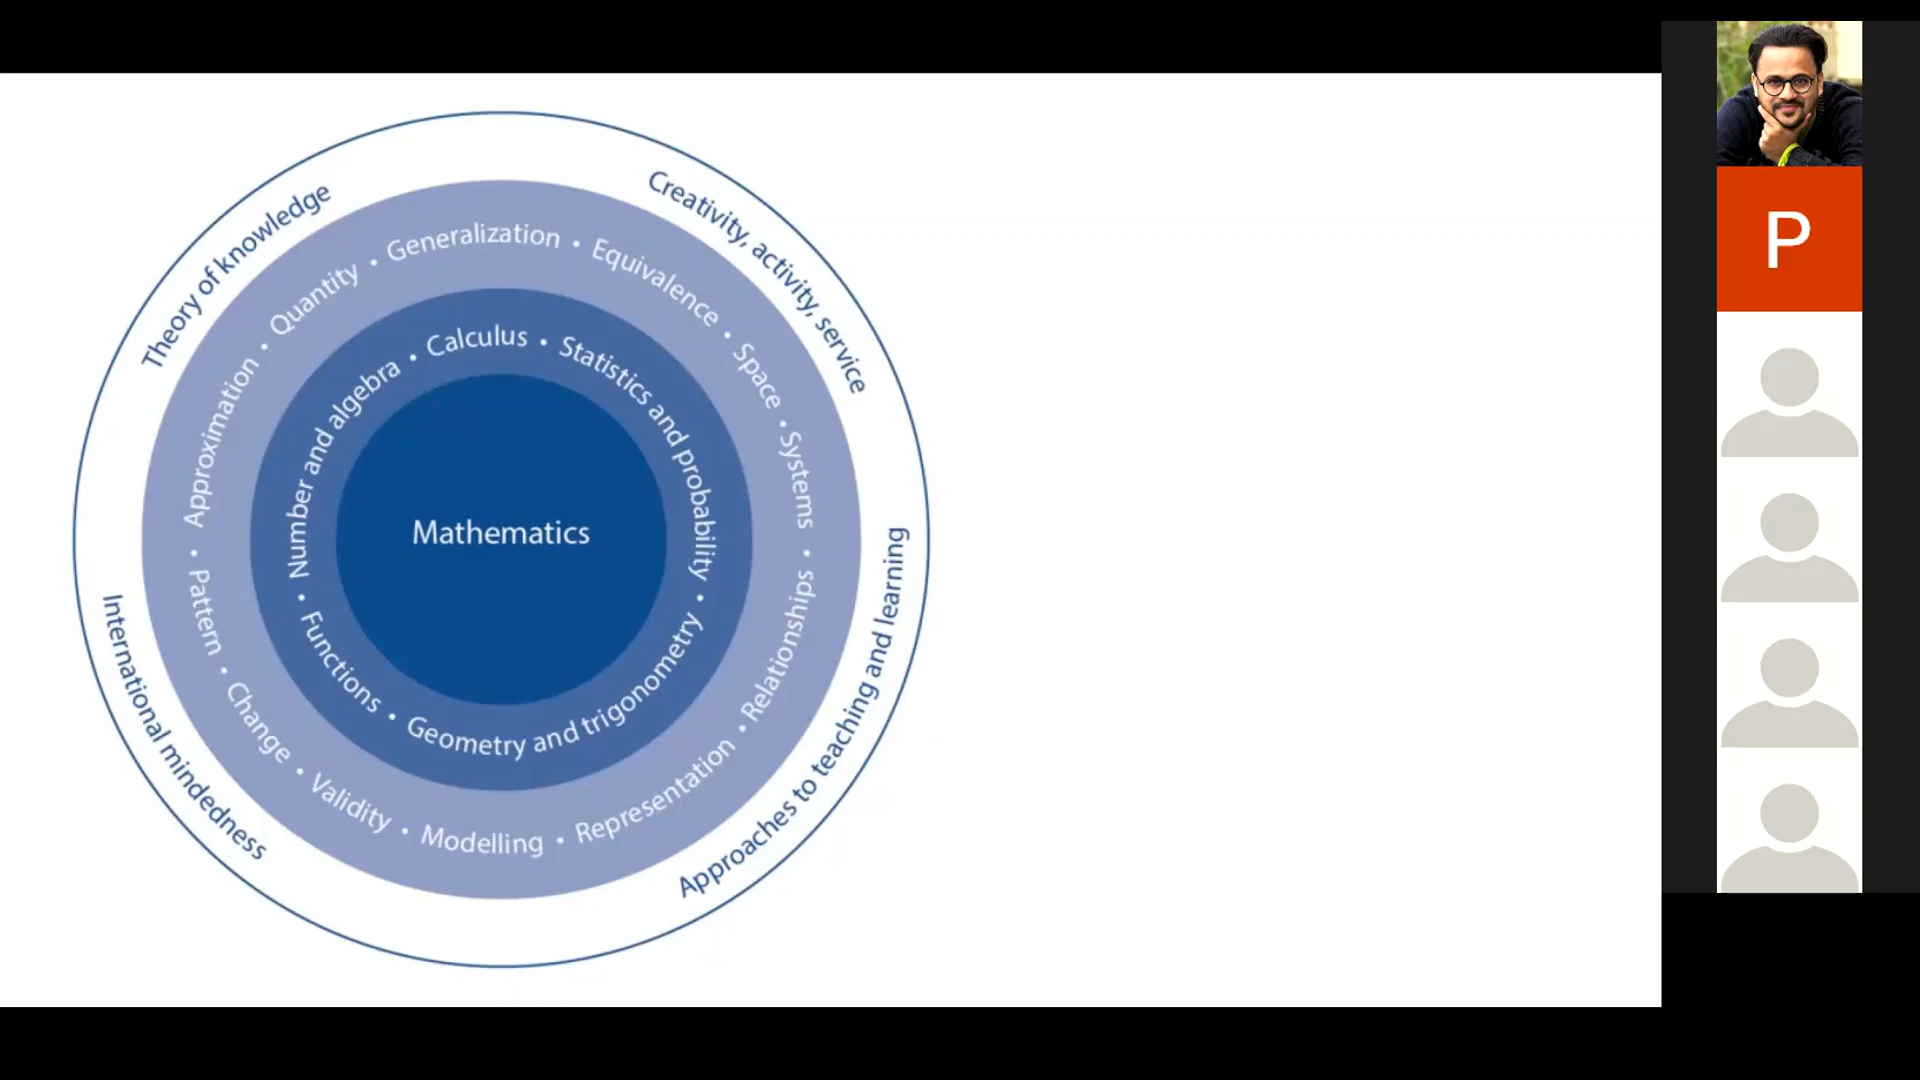 Theory of knowledge
Creativity, activity, service
Approaches to teaching and learning
International mindedness
Approximation • Quantity • Generalization • Equivalence • Space • Systems • Relationships • Representation • Modelling • Validity • Change • Pattern •
Number and algebra • Calculus • Statistics and probability • Geometry and trigonometry • Functions •
Mathematics
P